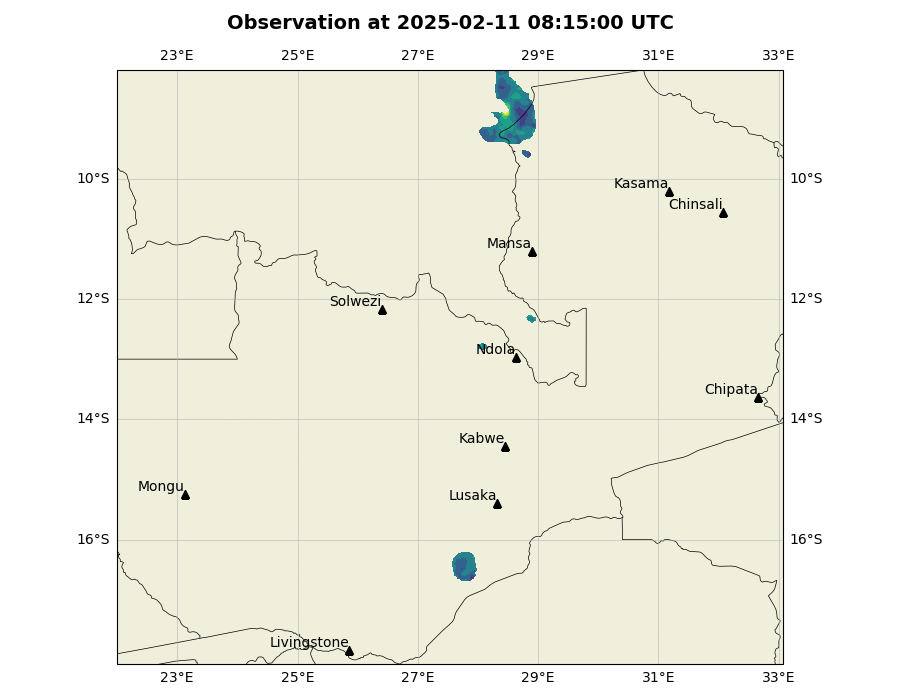 Observation at 2025-02-11 08:15:00 UTC
23°E 25°E 27°E 29°E 31°E 33°E
10°S 10°S
Kasama
Chinsali
Mansa
12°S 12°S
Solwezi
Ndola
Chipata
14°S 14°S
Kabwe
Mongu
Lusaka
16°S 16°S
Livingstone
23°E 25°E 27°E 29°E 31°E 33°E